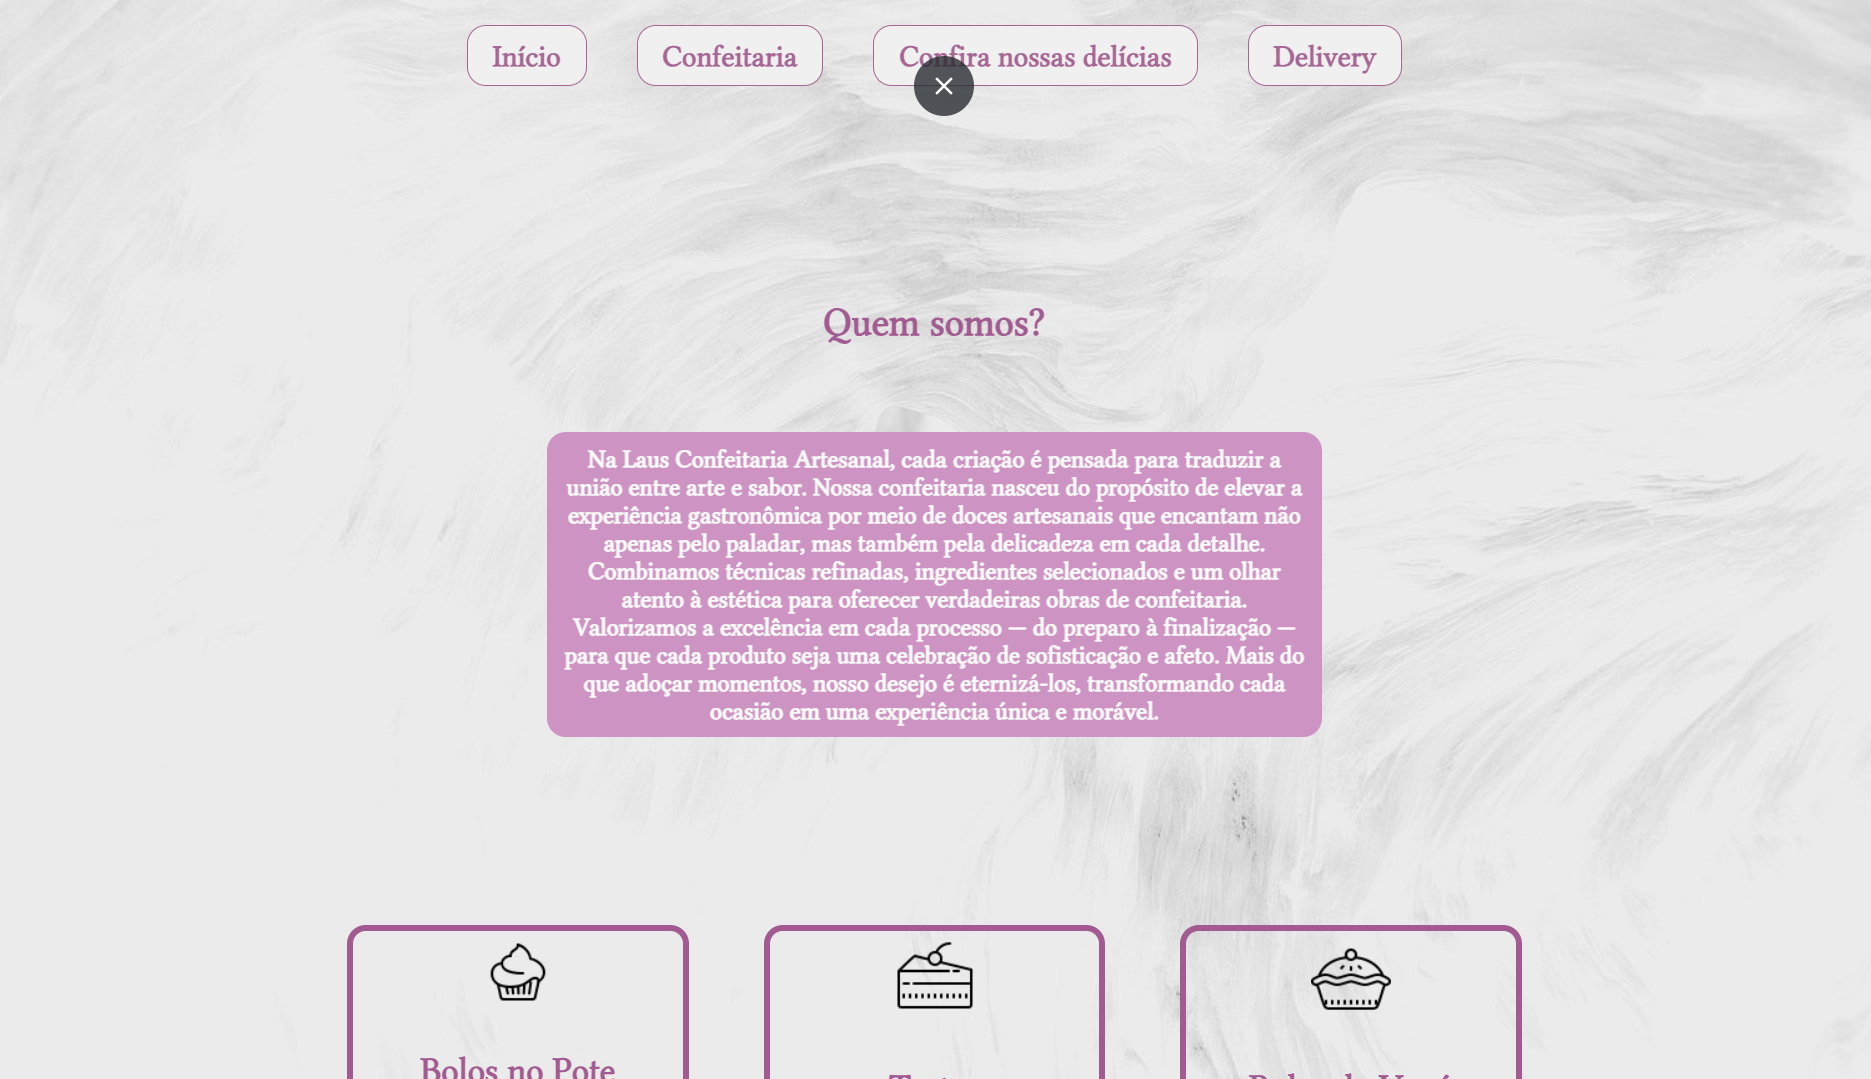 Início
Confeitaria
Confira nossas delícias
Delivery
Quem somos?
Na Laus Confeitaria Artesanal, cada criação é pensada para traduzir a
união entre arte e sabor. Nossa confeitaria nasceu do propósito de elevar a
experiência gastronômica por meio de doces artesanais que encantam não
apenas pelo paladar, mas também pela delicadeza em cada detalhe.
Combinamos técnicas refinadas, ingredientes selecionados e um olhar
atento à estética para oferecer verdadeiras obras de confeitaria.
Valorizamos a excelência em cada processo — do preparo à finalização —
para que cada produto seja uma celebração de sofisticação e afeto. Mais do
que adoçar momentos, nosso desejo é eternizá-los, transformando cada
ocasião em uma experiência única e morável.
Bolos no Pote